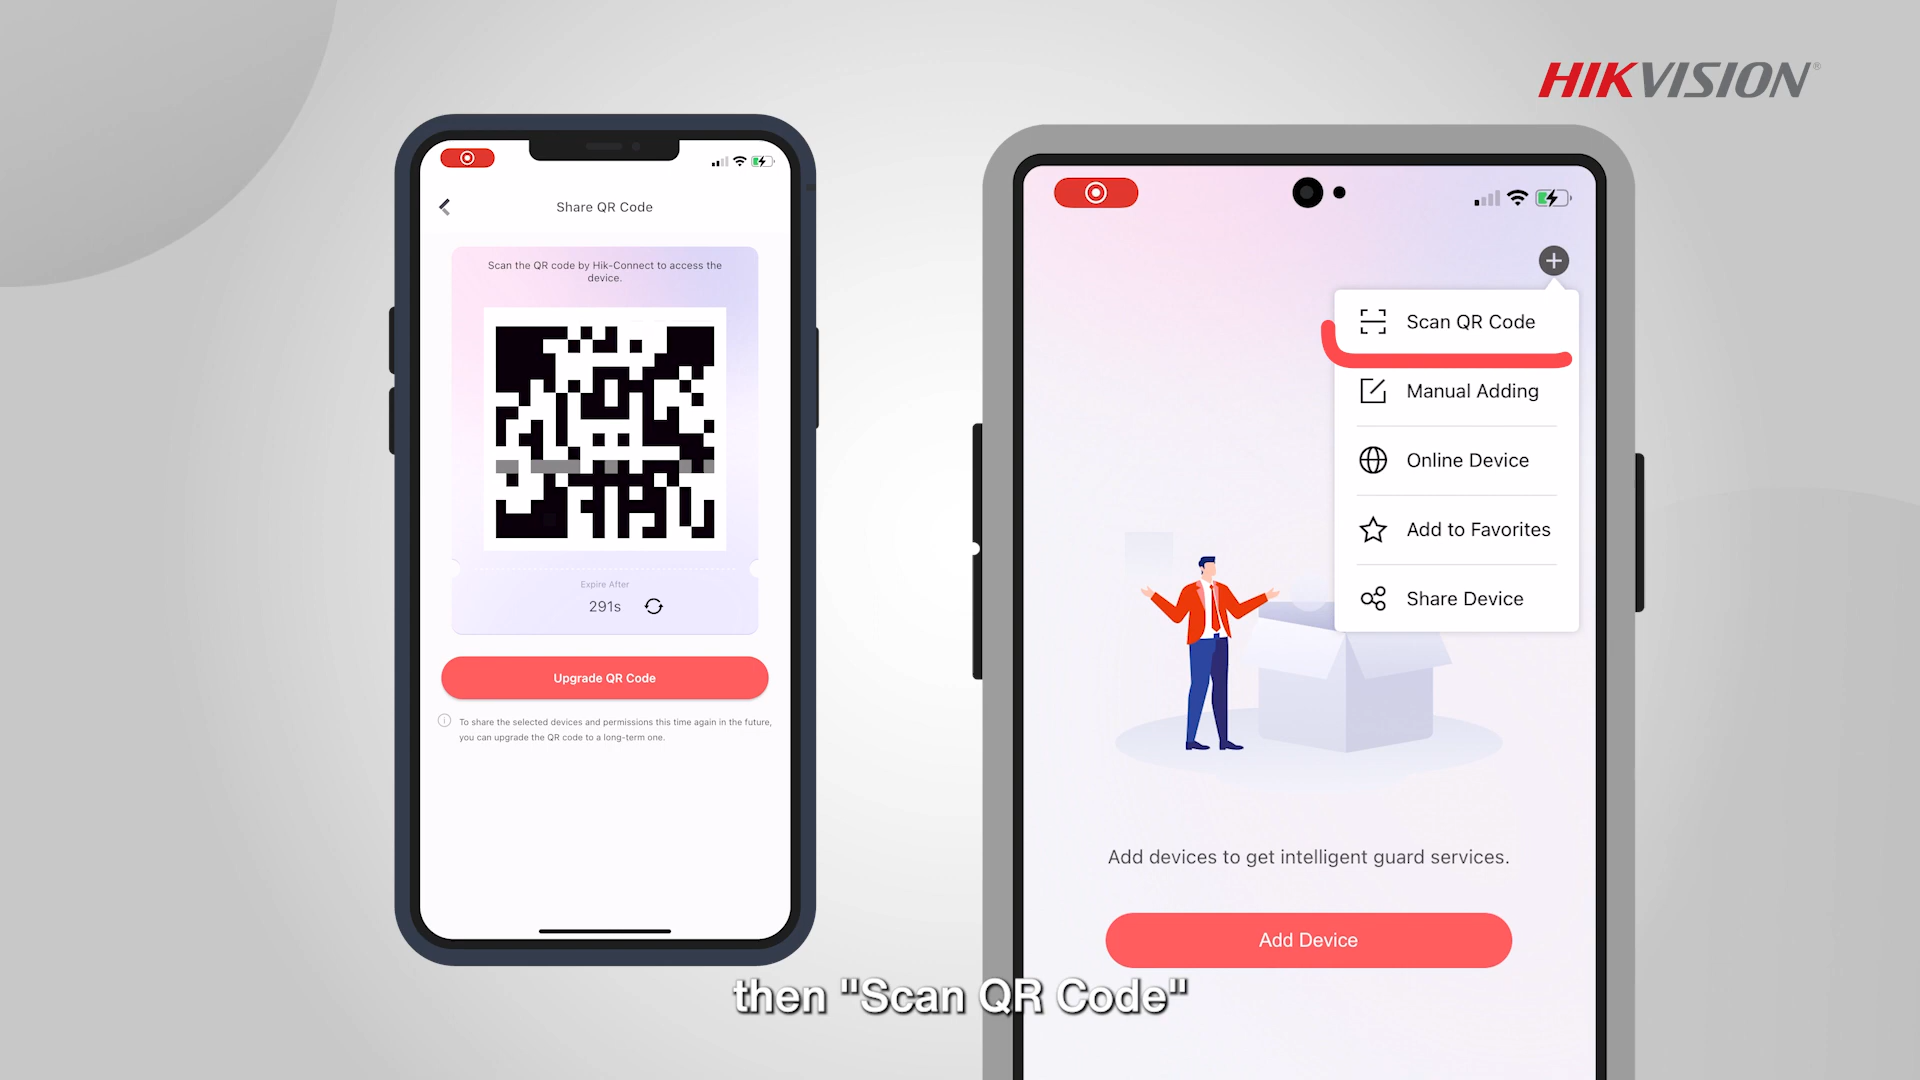 HIKVISION®
Share QR Code
Scan the QR code by Hik-Connect to access the
device.
Expire After
291s
Upgrade QR Code
To share the selected devices and permissions this time again in the future,
you can upgrade the QR code to a long-term one.
Scan QR Code
Manual Adding
Online Device
Add to Favorites
Share Device
Add devices to get intelligent guard services.
Add Device
then "Scan QR Code"